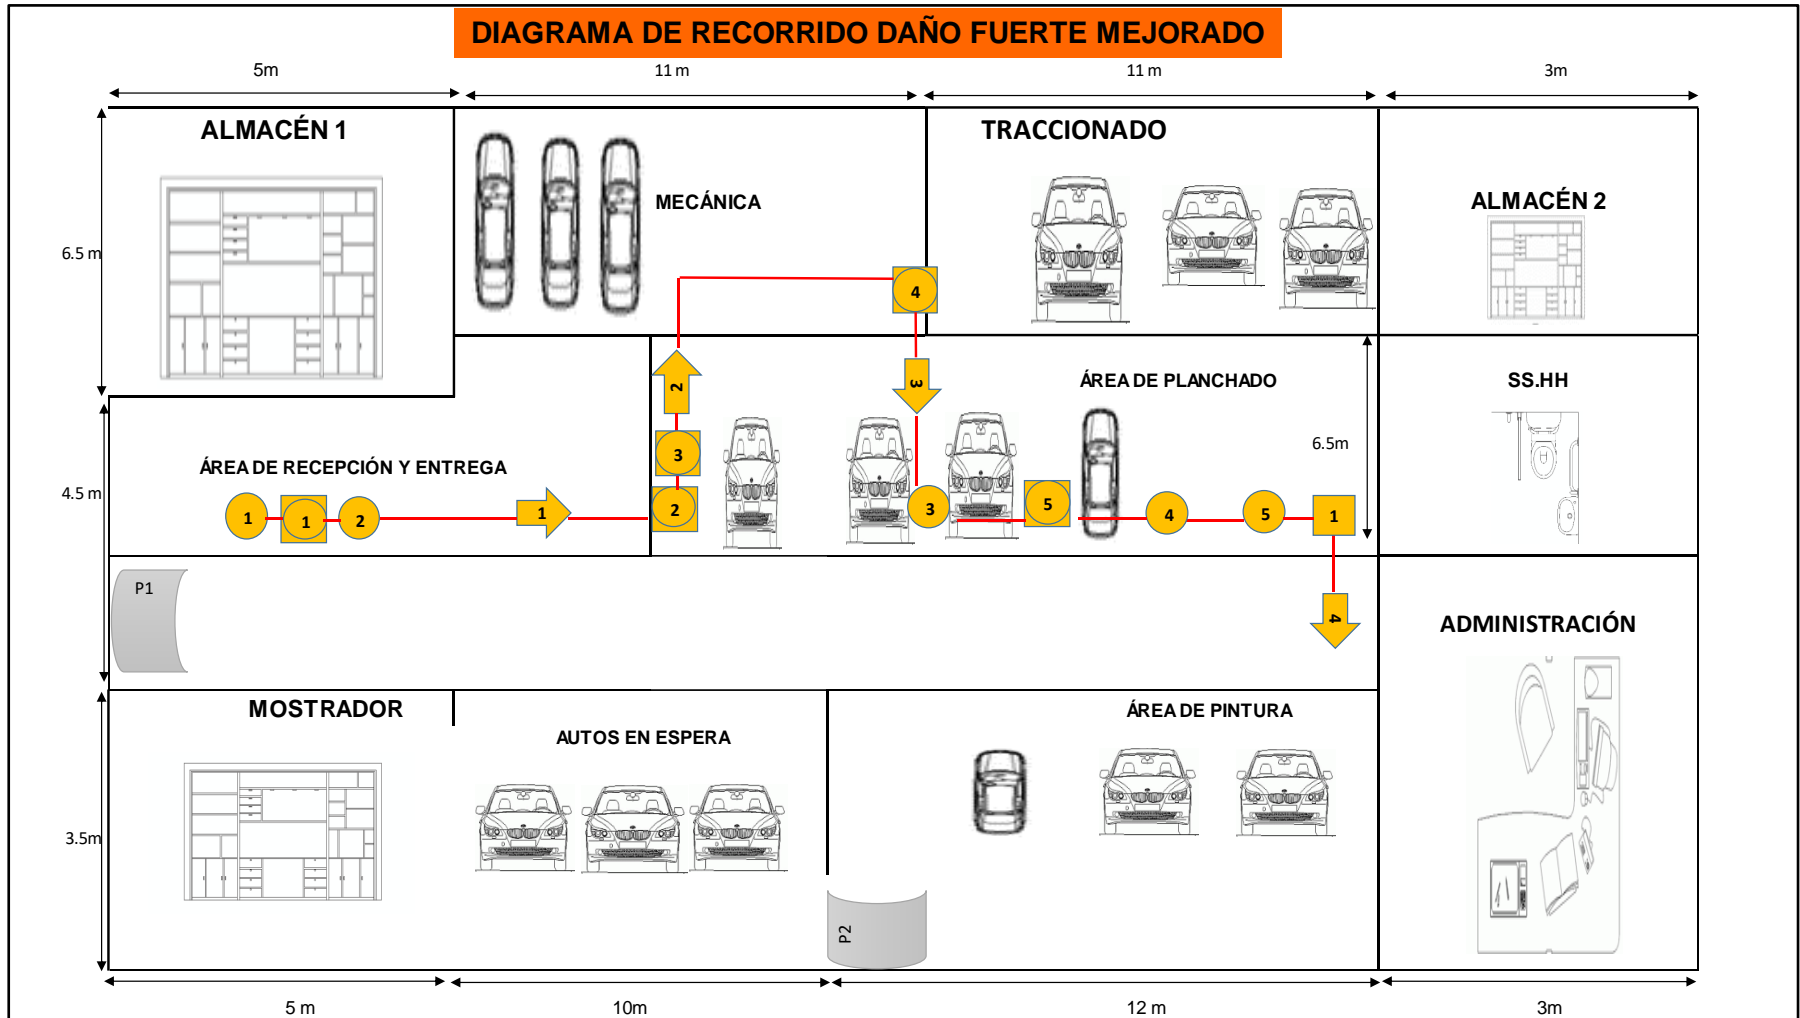 DIAGRAMA DE RECORRIDO DAÑO FUERTE MEJORADO
5m
11 m
11 m
3m
ALMACÉN 1
TRACCIONADO
MECÁNICA
ALMACÉN 2
6.5 m
4
2
3
ÁREA DE PLANCHADO
SS.HH
6.5m
3
ÁREA DE RECEPCIÓN Y ENTREGA
4.5 m
1
1
2
1
2
3
5
4
5
1
P1
4
ADMINISTRACIÓN
MOSTRADOR
ÁREA DE PINTURA
AUTOS EN ESPERA
3.5m
P2
5 m
10m
12 m
3m